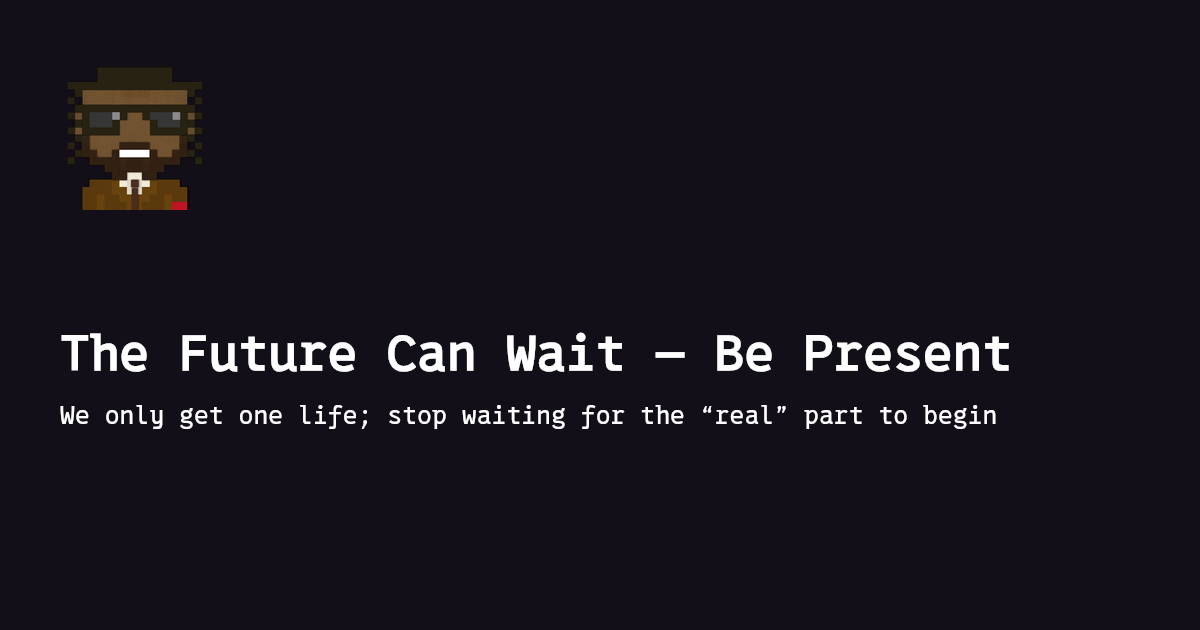 The Future Can Wait — Be Present
We only get one life; stop waiting for the “real” part to begin